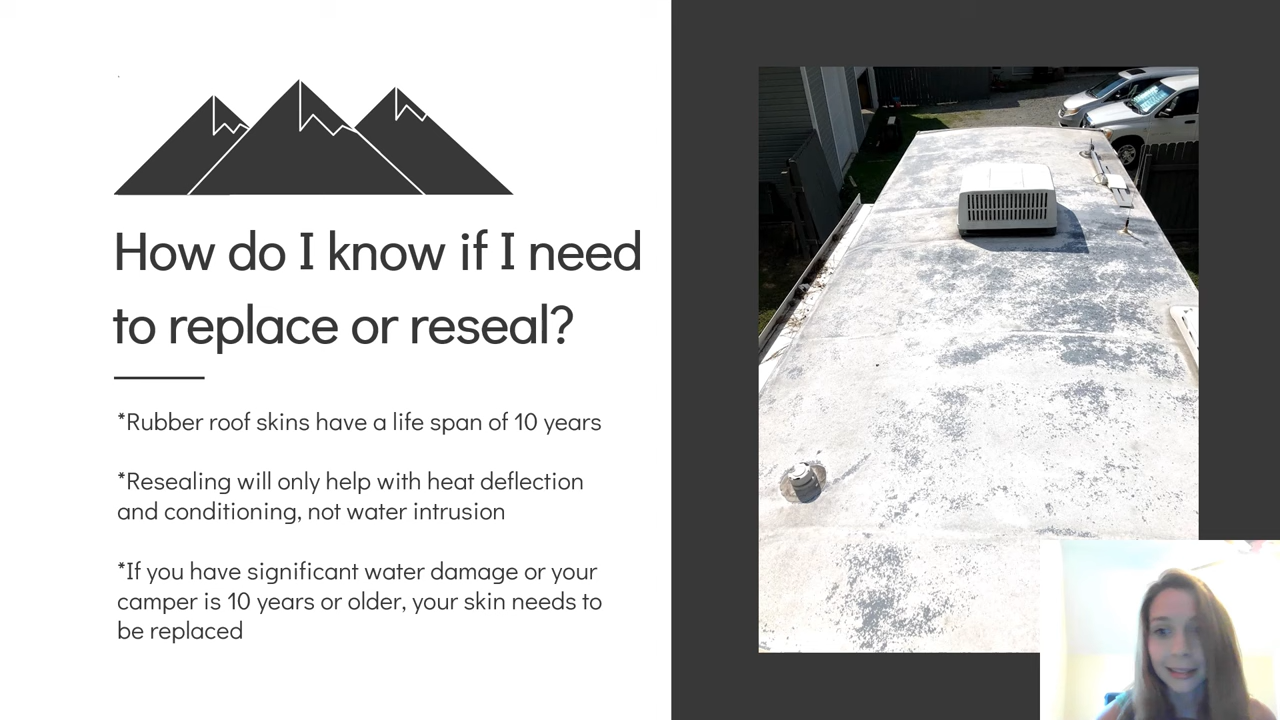 How do I know if I need
to replace or reseal?
*Rubber roof skins have a life span of 10 years
*Resealing will only help with heat deflection
and conditioning, not water intrusion
*If you have significant water damage or your
camper is 10 years or older, your skin needs to
be replaced